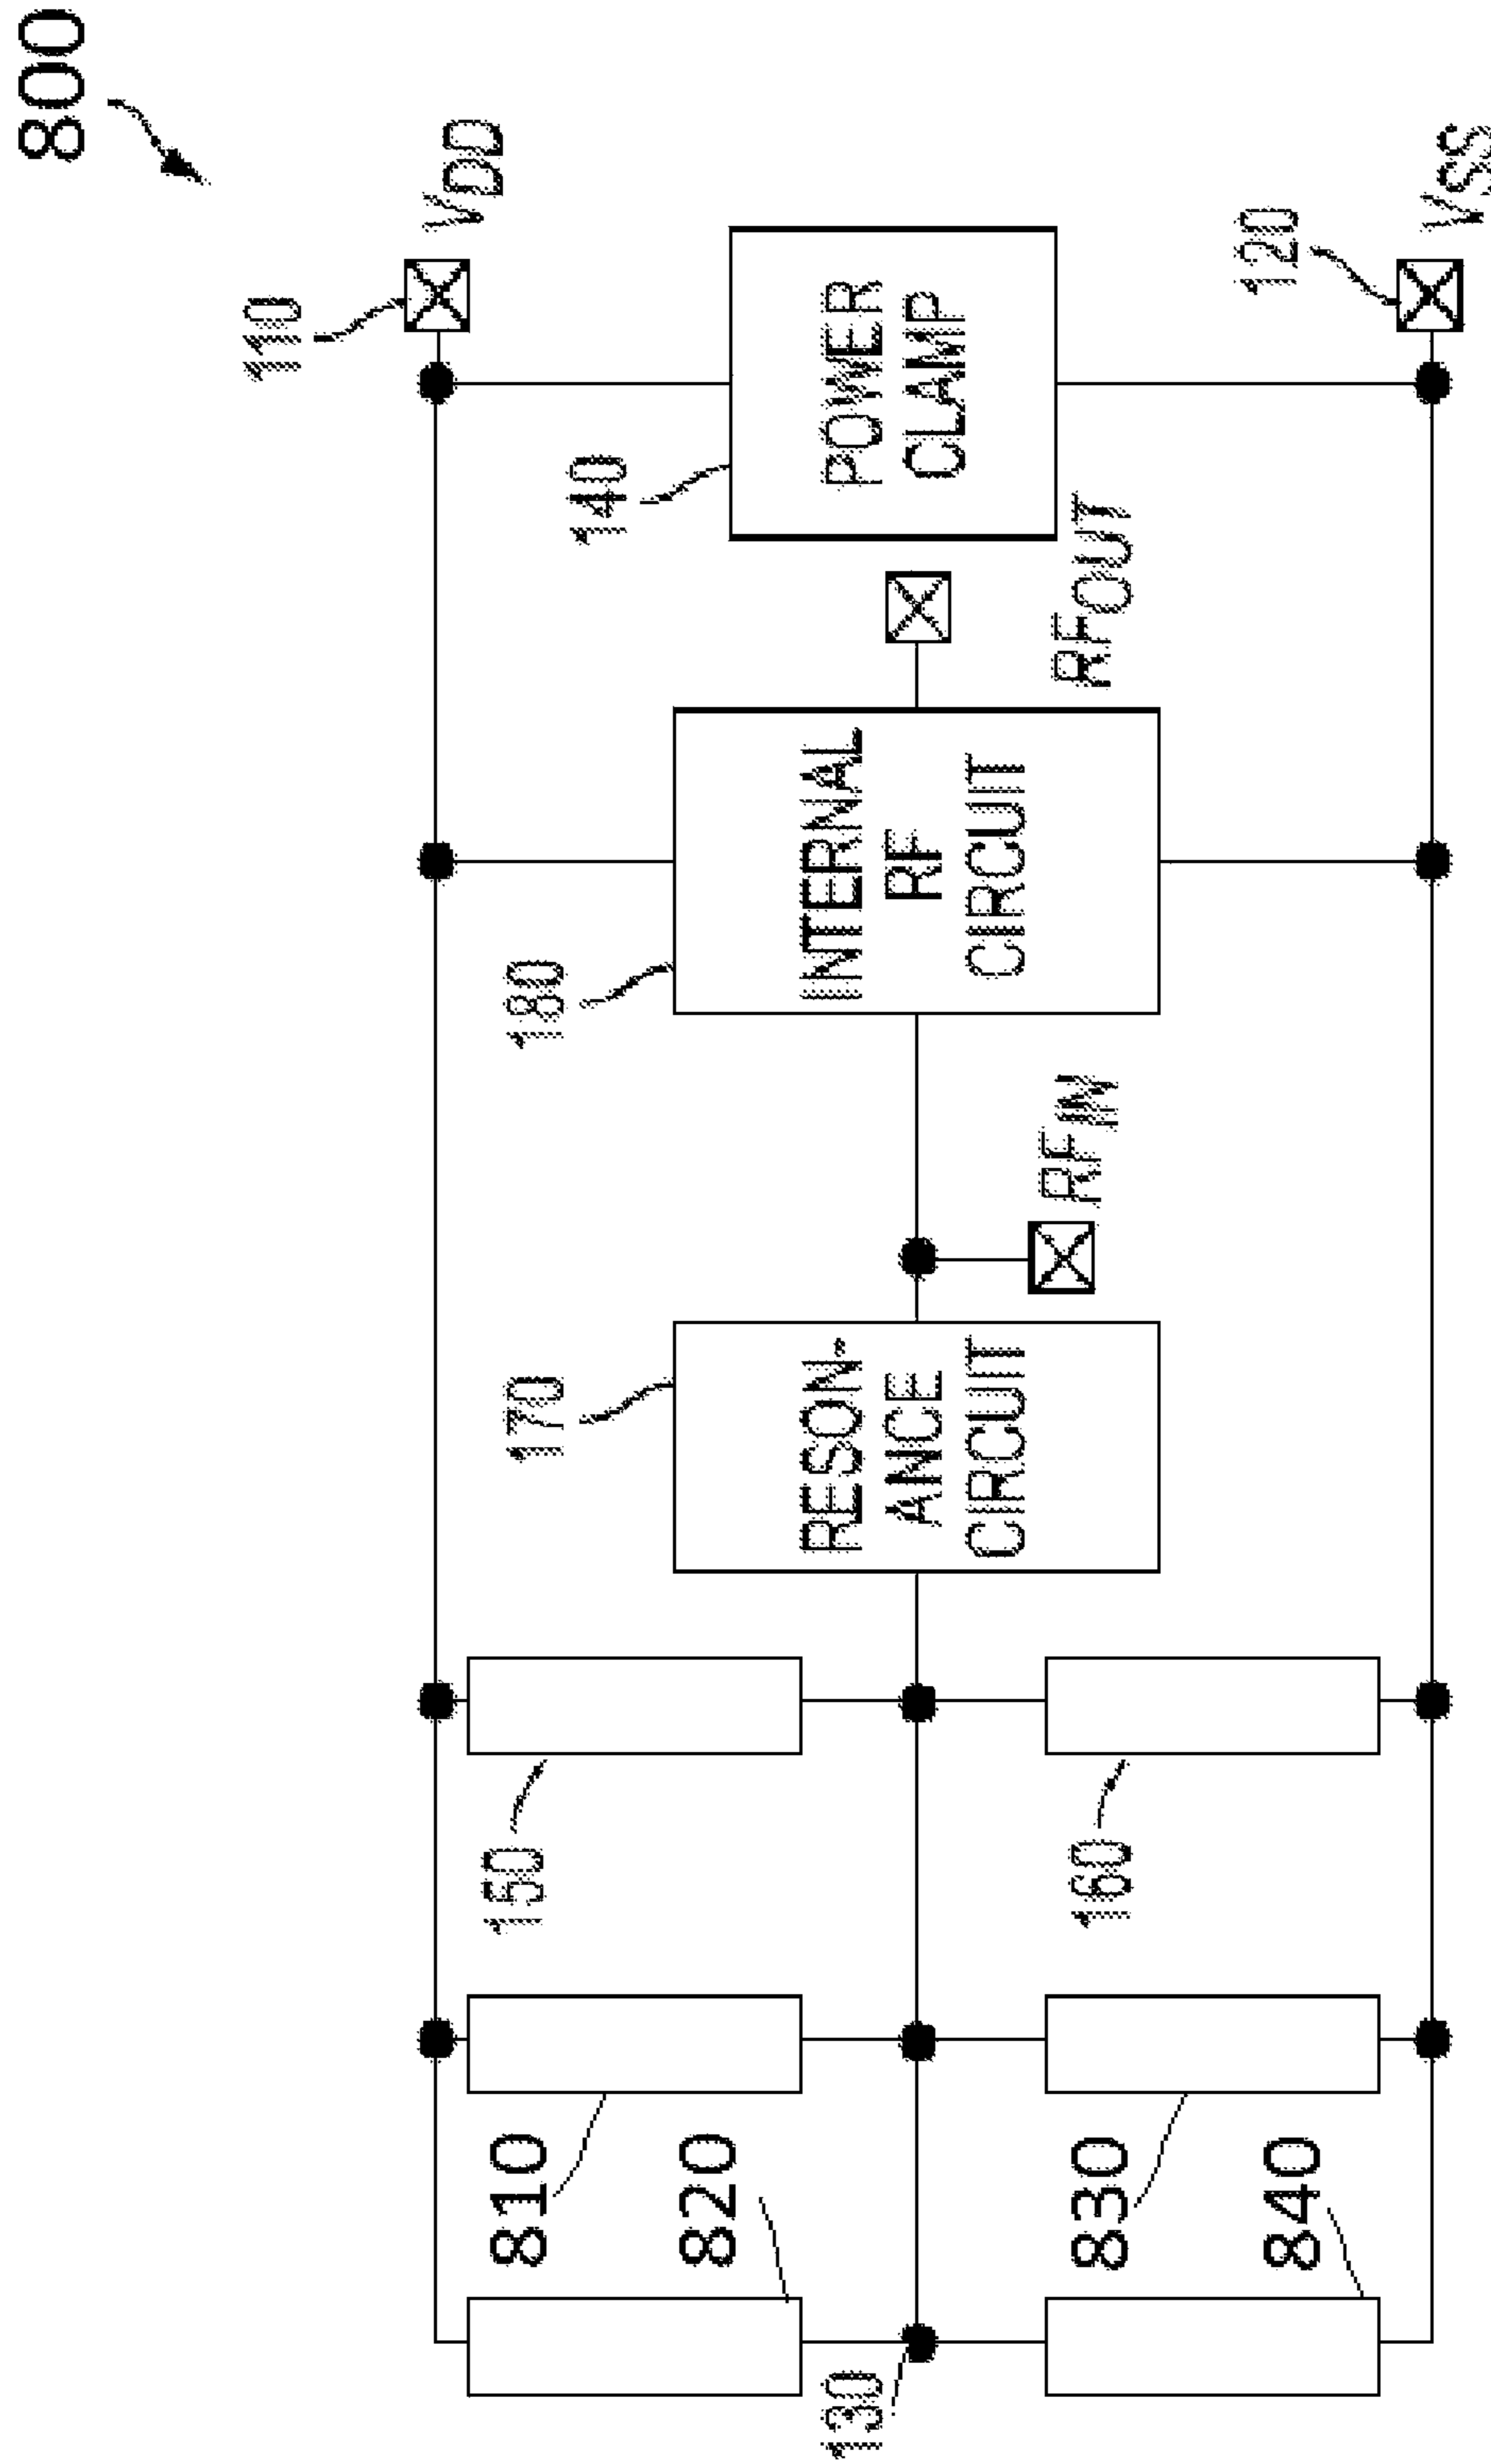 800
110
VDD
140
POWER
CLAMP
120
VSS
180
INTERNAL
RF
CIRCUIT
RFOUT
170
RESON-
ANCE
CIRCUIT
RFIN
150
160
810
820
830
840
130